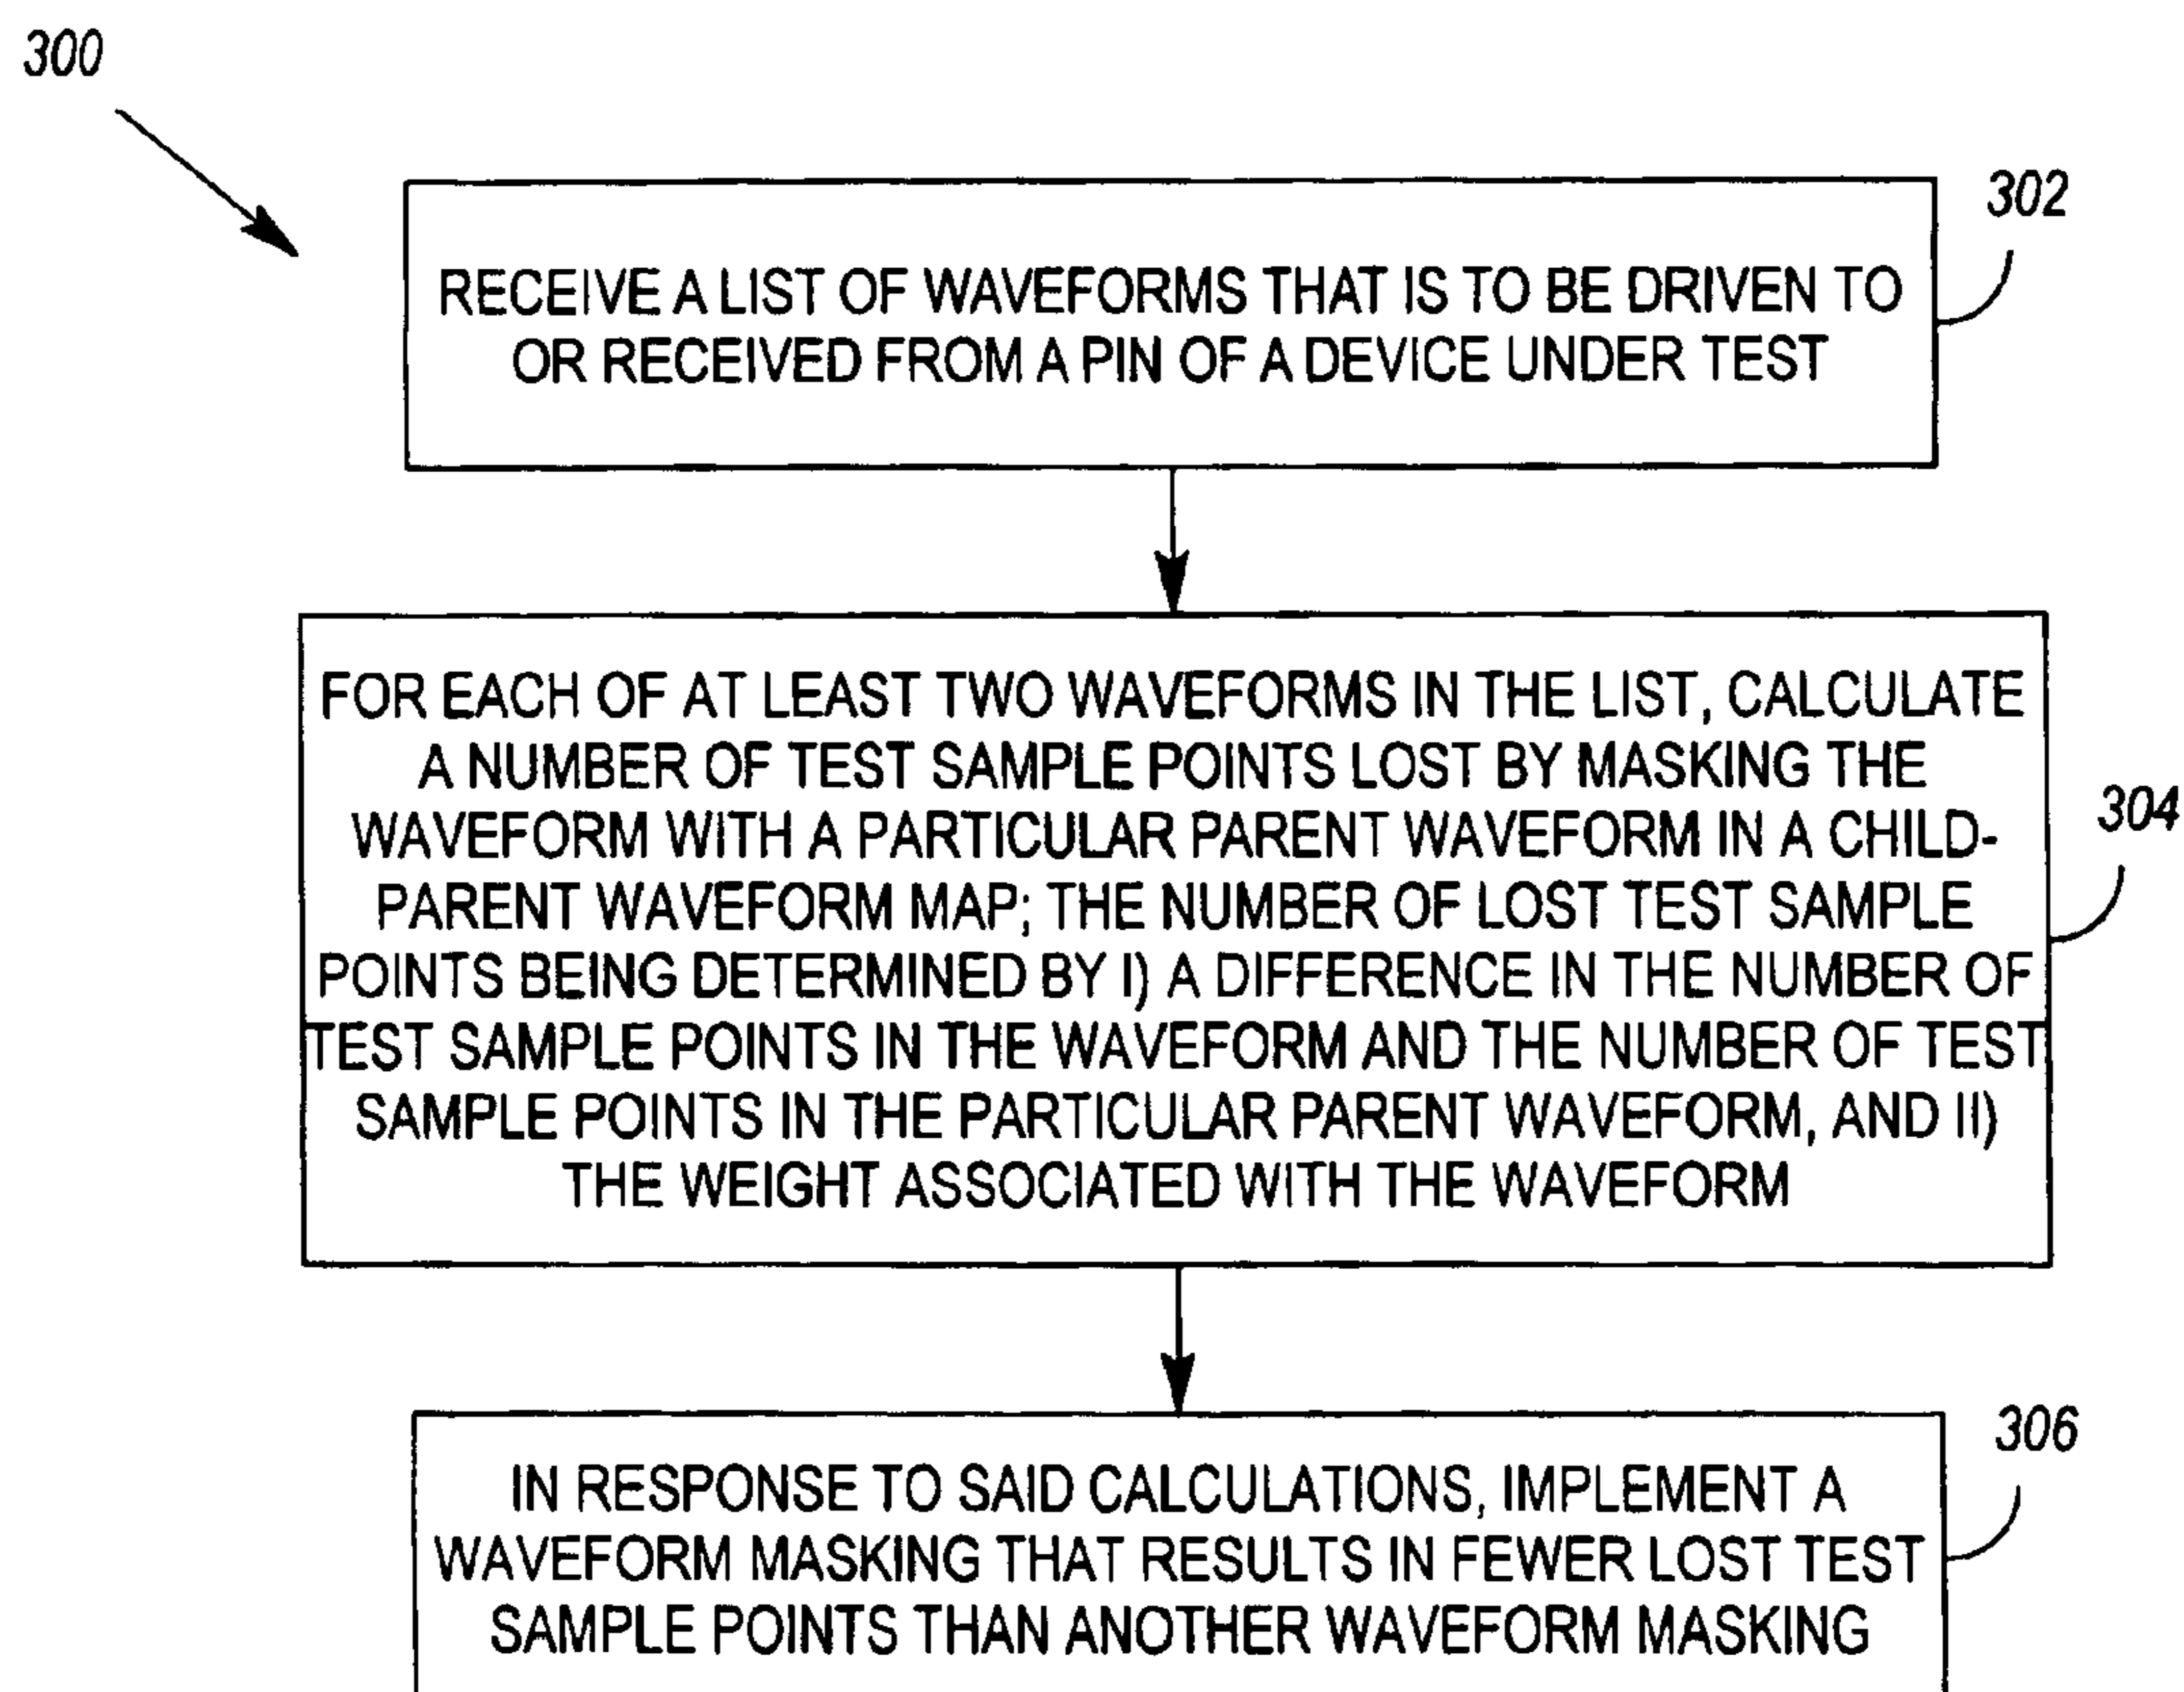 300
302
RECEIVE A LIST OF WAVEFORMS THAT IS TO BE DRIVEN TO
OR RECEIVED FROM A PIN OF A DEVICE UNDER TEST
FOR EACH OF AT LEAST TWO WAVEFORMS IN THE LIST, CALCULATE
A NUMBER OF TEST SAMPLE POINTS LOST BY MASKING THE
WAVEFORM WITH A PARTICULAR PARENT WAVEFORM IN A CHILD-
PARENT WAVEFORM MAP; THE NUMBER OF LOST TEST SAMPLE
POINTS BEING DETERMINED BY I) A DIFFERENCE IN THE NUMBER OF
TEST SAMPLE POINTS IN THE WAVEFORM AND THE NUMBER OF TEST
SAMPLE POINTS IN THE PARTICULAR PARENT WAVEFORM, AND II)
THE WEIGHT ASSOCIATED WITH THE WAVEFORM
304
306
IN RESPONSE TO SAID CALCULATIONS, IMPLEMENT A
WAVEFORM MASKING THAT RESULTS IN FEWER LOST TEST
SAMPLE POINTS THAN ANOTHER WAVEFORM MASKING